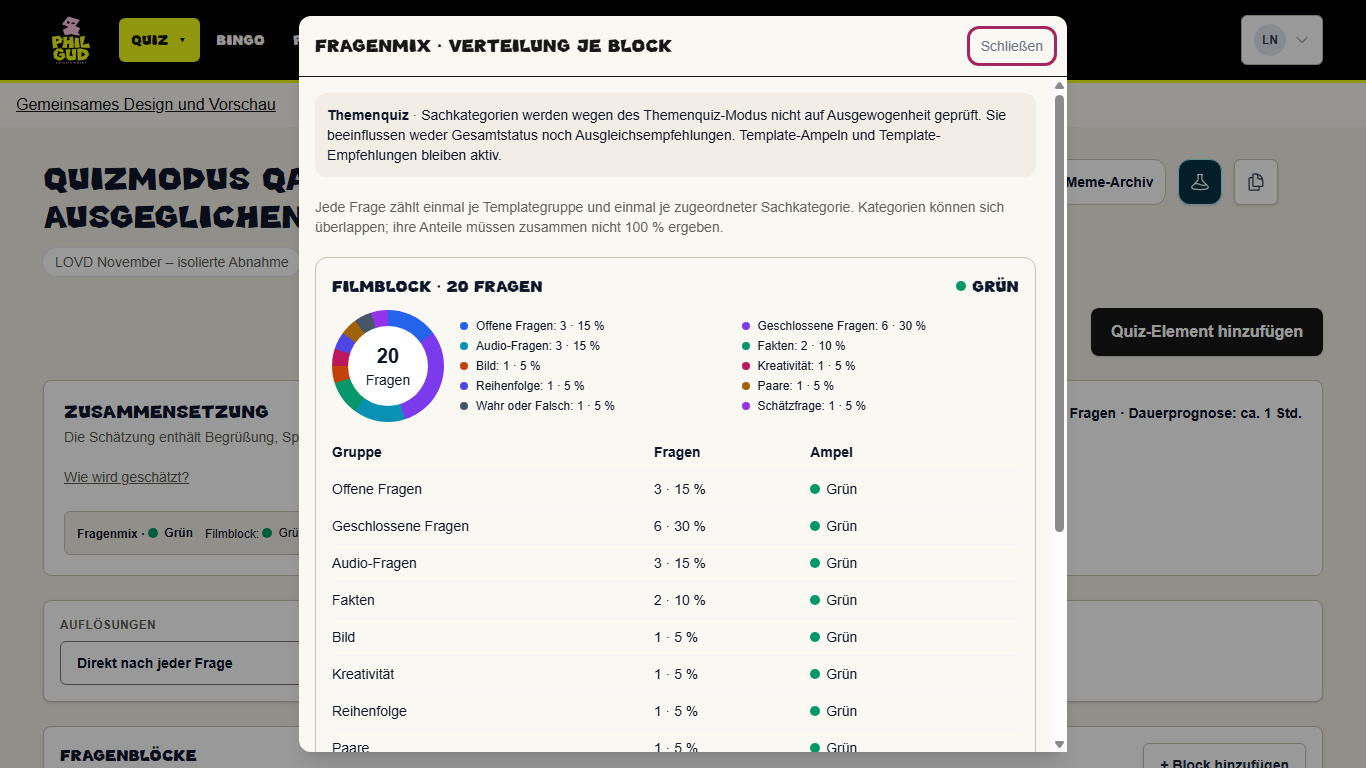 PHIL GUD
QUIZ
BINGO
LN
Gemeinsames Design und Vorschau
QUIZMODUS QA
AUSGEGLICHEN
LOVD November – isolierte Abnahme
Meme-Archiv
Quiz-Element hinzufügen
ZUSAMMENSETZUNG
Fragen · Dauerprognose: ca. 1 Std.
Die Schätzung enthält Begrüßung, Sp
Wie wird geschätzt?
Fragenmix · Grün Filmblock: Grü
AUFLÖSUNGEN
Direkt nach jeder Frage
FRAGENBLÖCKE
+ Block hinzufügen
FRAGENMIX · VERTEILUNG JE BLOCK
Schließen
Themenquiz · Sachkategorien werden wegen des Themenquiz-Modus nicht auf Ausgewogenheit geprüft. Sie
beeinflussen weder Gesamtstatus noch Ausgleichsempfehlungen. Template-Ampeln und Template-
Empfehlungen bleiben aktiv.
Jede Frage zählt einmal je Templategruppe und einmal je zugeordneter Sachkategorie. Kategorien können sich
überlappen; ihre Anteile müssen zusammen nicht 100 % ergeben.
FILMBLOCK · 20 FRAGEN
GRÜN
20
Fragen
Offene Fragen: 3 · 15 %
Geschlossene Fragen: 6 · 30 %
Audio-Fragen: 3 · 15 %
Fakten: 2 · 10 %
Bild: 1 · 5 %
Kreativität: 1 · 5 %
Reihenfolge: 1 · 5 %
Paare: 1 · 5 %
Wahr oder Falsch: 1 · 5 %
Schätzfrage: 1 · 5 %
Gruppe Fragen Ampel
Offene Fragen 3 · 15 % Grün
Geschlossene Fragen 6 · 30 % Grün
Audio-Fragen 3 · 15 % Grün
Fakten 2 · 10 % Grün
Bild 1 · 5 % Grün
Kreativität 1 · 5 % Grün
Reihenfolge 1 · 5 % Grün
Paare 1 · 5 % Grün